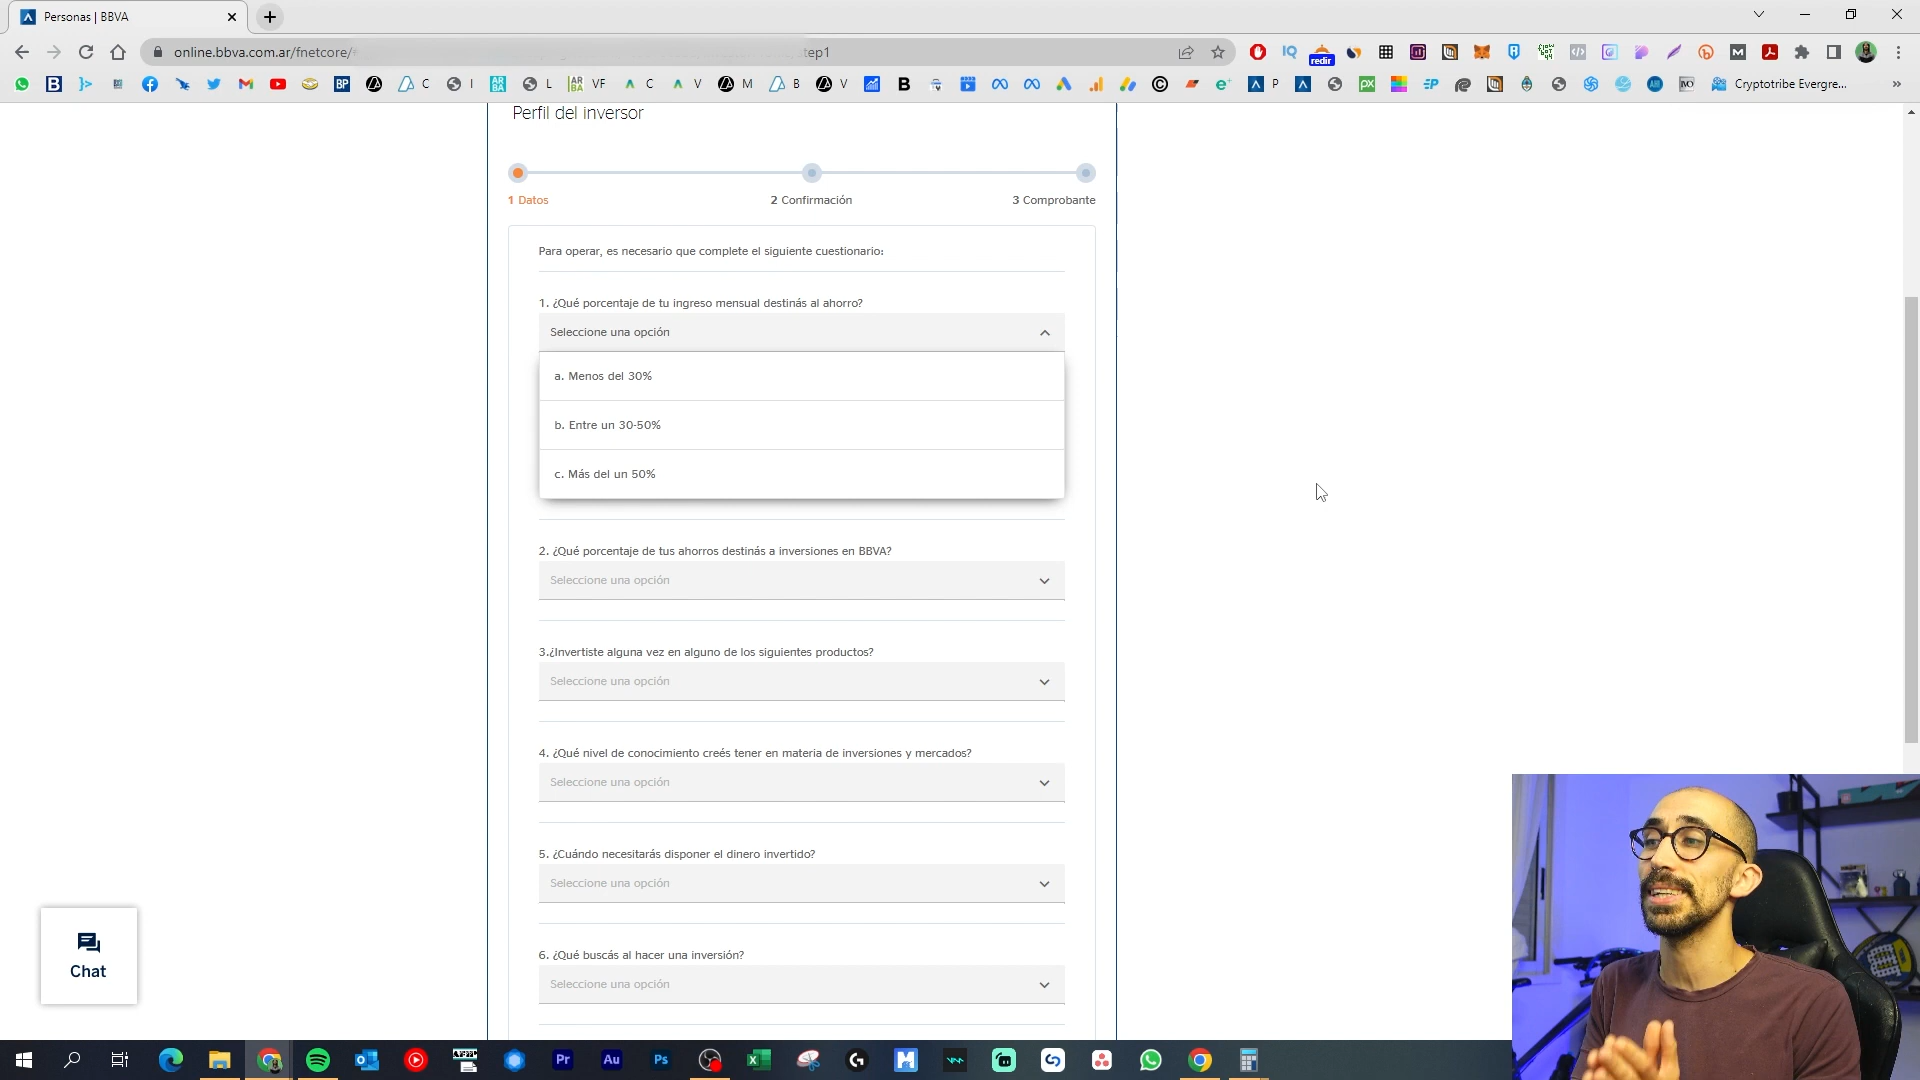 Personas | BBVA
online.bbva.com.ar/fnetcore/
tep1
IQ
redir
C
I
L
VF
C
V
M
B
V
P
Cryptotribe Evergre...
Perfil del inversor
1 Datos
2 Confirmación
3 Comprobante
Para operar, es necesario que complete el siguiente cuestionario:
1. ¿Qué porcentaje de tu ingreso mensual destinás al ahorro?
Seleccione una opción
a. Menos del 30%
b. Entre un 30-50%
c. Más del un 50%
2. ¿Qué porcentaje de tus ahorros destinás a inversiones en BBVA?
Seleccione una opción
3.¿Invertiste alguna vez en alguno de los siguientes productos?
Seleccione una opción
4. ¿Qué nivel de conocimiento creés tener en materia de inversiones y mercados?
Seleccione una opción
5. ¿Cuándo necesitarás disponer el dinero invertido?
Seleccione una opción
6. ¿Qué buscás al hacer una inversión?
Seleccione una opción
Chat
Pr
Au
Ps